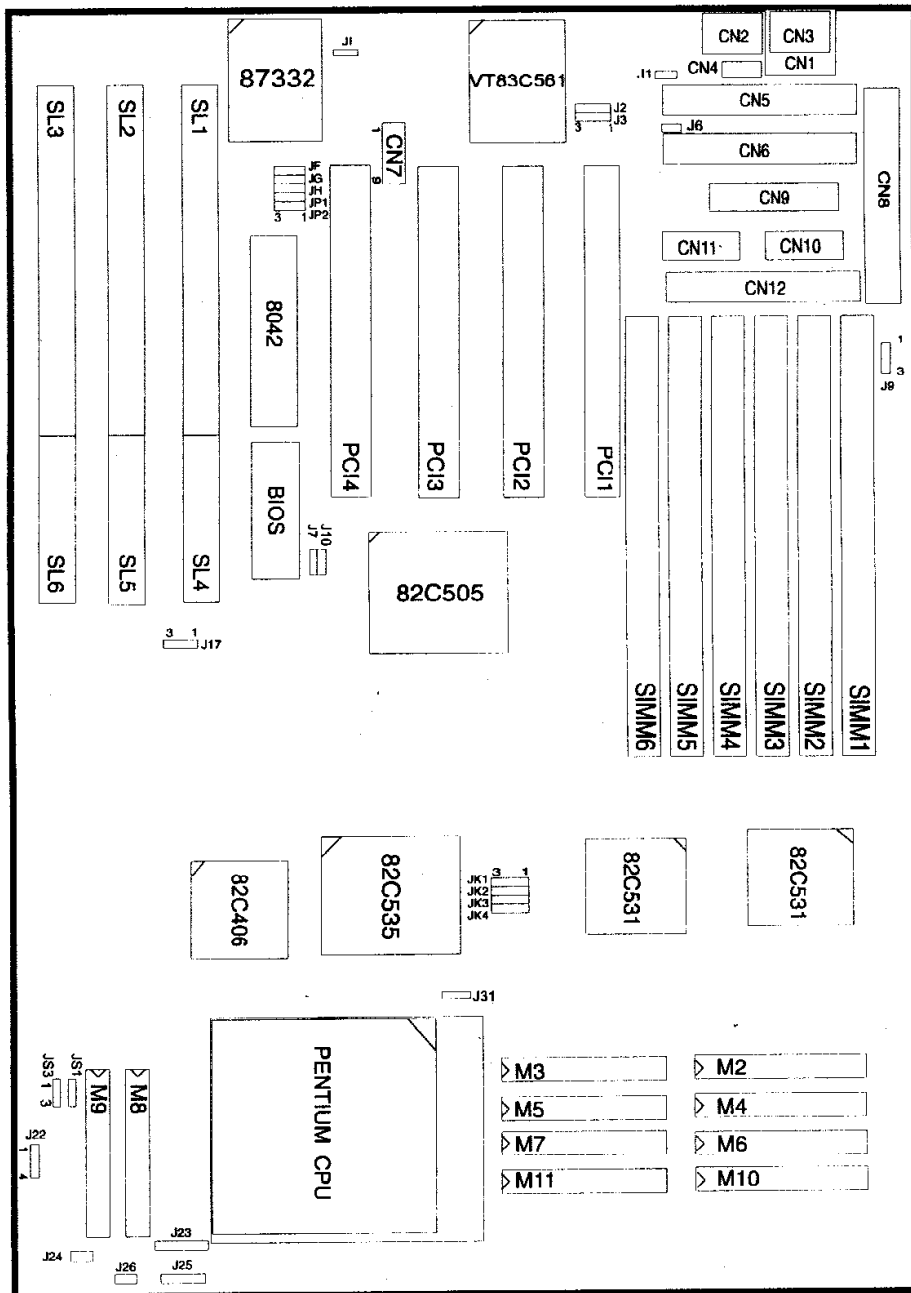 CN2
CN3
CN1
J1
87332
VT83C561
CN4
J1
CN5
J2
J3
3 1
J6
CN6
SL3
SL2
SL1
1
CN7
9
CN8
JF
JG
JH
JP1
JP2
3 1
CN9
CN11
CN10
CN12
8042
1
3
J9
PCI4
PCI3
PCI2
PCI1
BIOS
J10
J7
SL6
SL5
SL4
82C505
3 1
J17
SIMM6
SIMM5
SIMM4
SIMM3
SIMM2
SIMM1
82C406
82C535
JK1
JK2
JK3
JK4
3 1
82C531
82C531
J31
PENTIUM CPU
JS3
1
3
JS1
M9
M8
M3
M2
M5
M4
M7
M6
M11
M10
J22
1
4
J23
J24
J26
J25